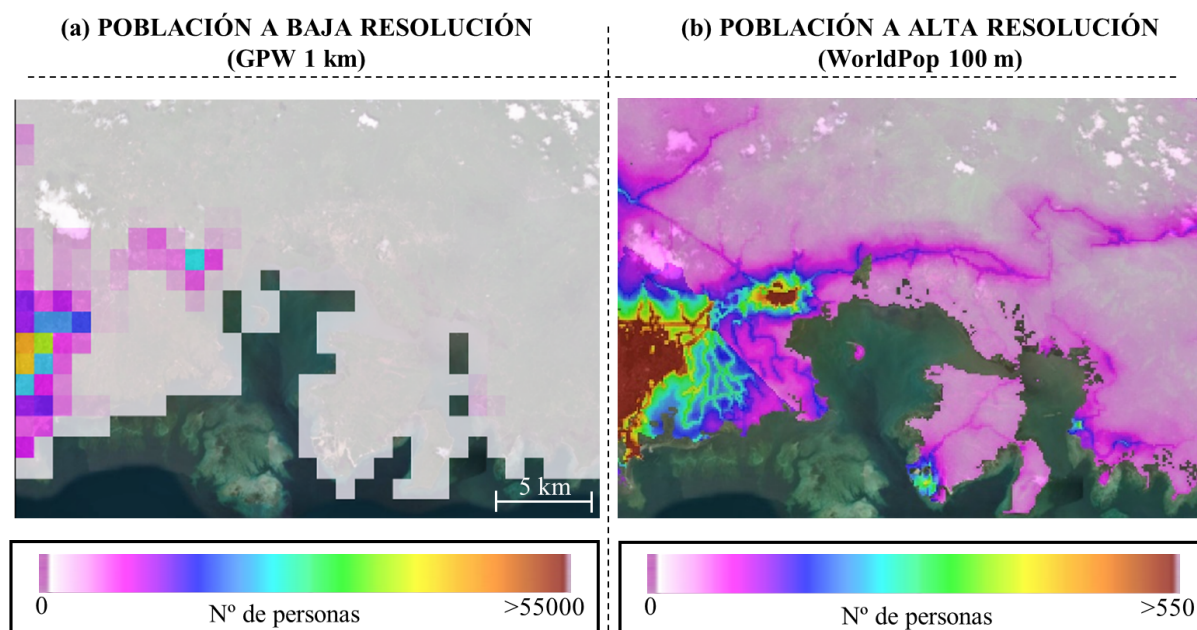 (a) POBLACIÓN A BAJA RESOLUCIÓN
(GPW 1 km)
(b) POBLACIÓN A ALTA RESOLUCIÓN
(WorldPop 100 m)
5 km
0
>55000
Nº de personas
0
>550
Nº de personas